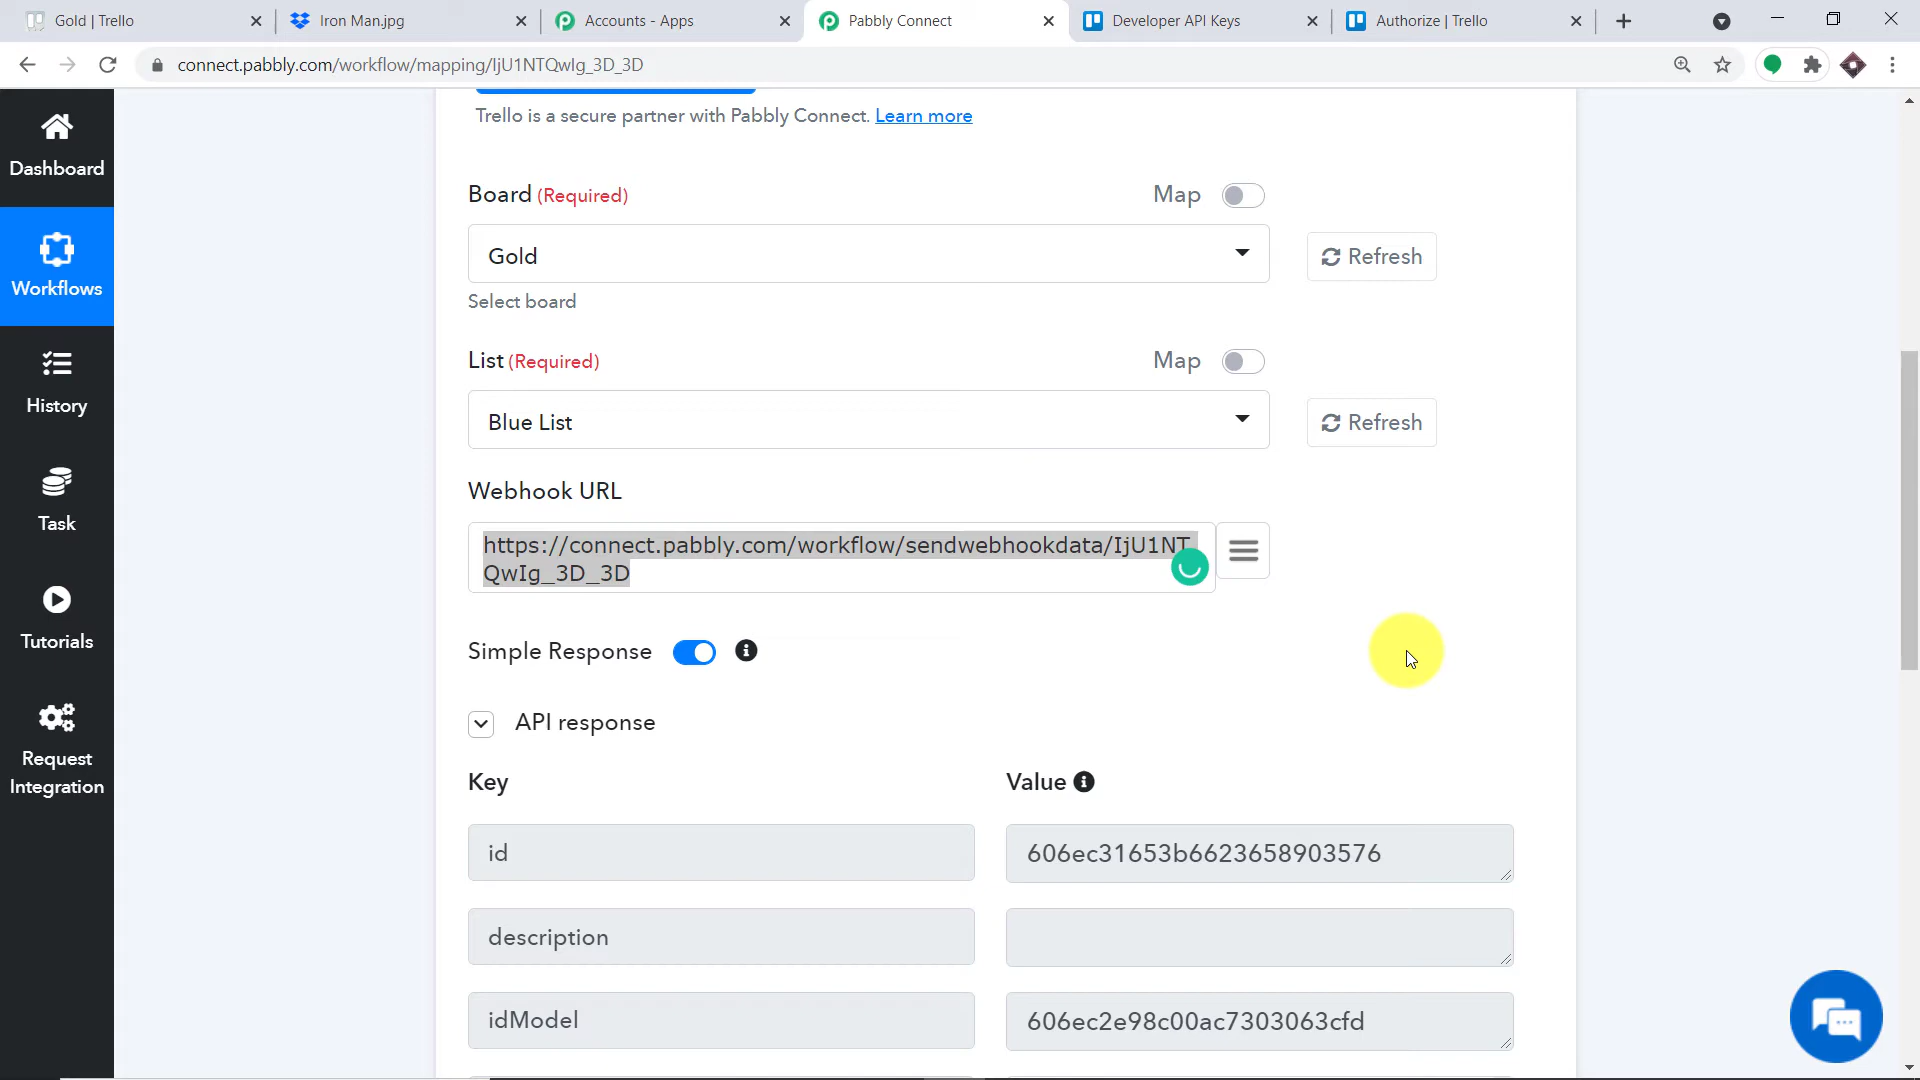 Gold | Trello
Iron Man.jpg
Accounts - Apps
Pabbly Connect
Developer API Keys
Authorize | Trello
connect.pabbly.com/workflow/mapping/IjU1NTQwIg_3D_3D
Dashboard
Workflows
History
Task
Tutorials
Request
Integration
Trello is a secure partner with Pabbly Connect. Learn more
Board (Required)
Map
Gold
Refresh
Select board
List (Required)
Map
Blue List
Refresh
Webhook URL
https://connect.pabbly.com/workflow/sendwebhookdata/IjU1NT
QwIg_3D_3D
Simple Response
API response
Key
Value
id
606ec31653b6623658903576
description
idModel
606ec2e98c00ac7303063cfd